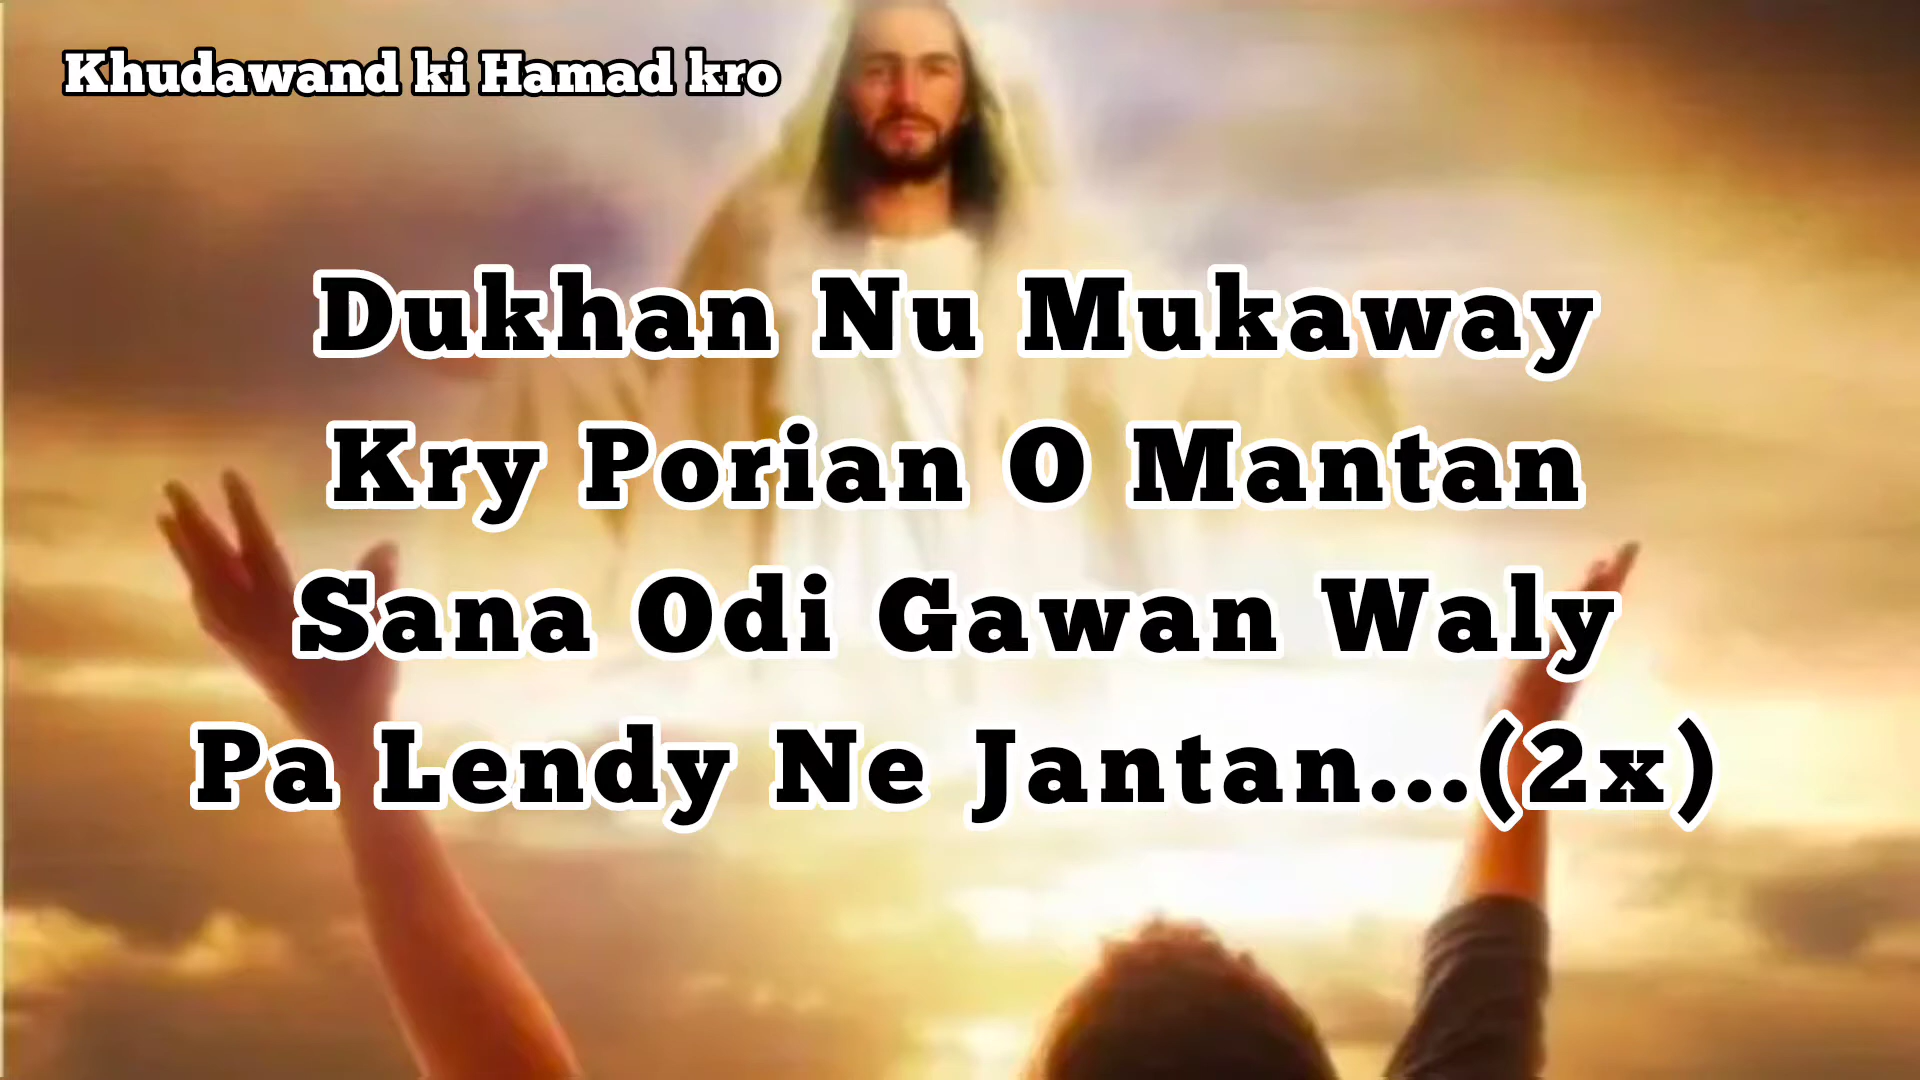 Khudawand ki Hamad kro
Dukhan Nu Mukaway
Kry Porian O Mantan
Sana Odi Gawan Waly
Pa Lendy Ne Jantan...(2x)